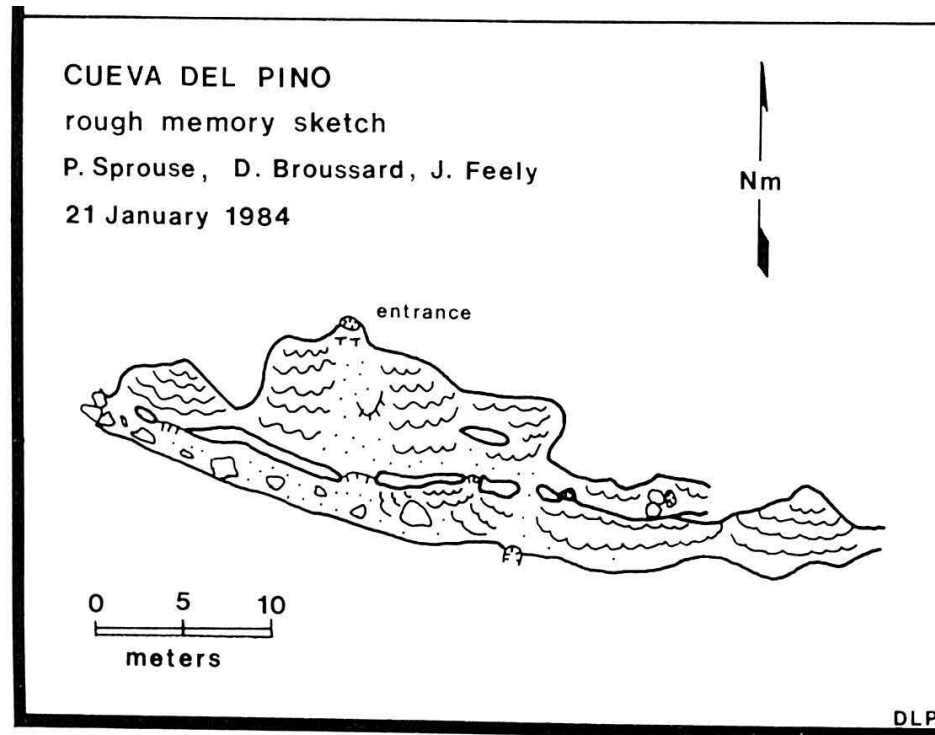 CUEVA DEL PINO
rough memory sketch
P. Sprouse, D. Broussard, J. Feely
21 January 1984
Nm
entrance
0 5 10
meters
DLP